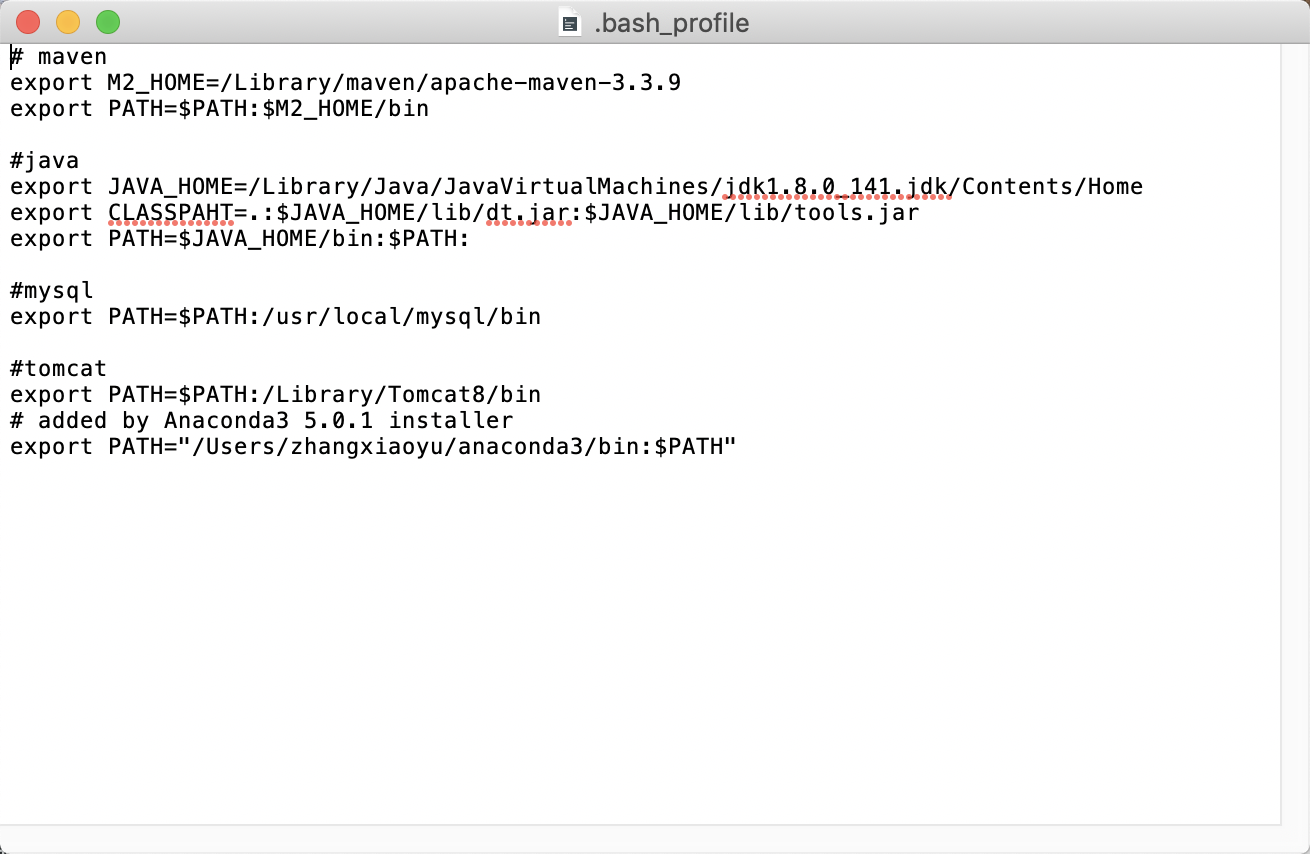 .bash_profile
# maven
export M2_HOME=/Library/maven/apache-maven-3.3.9
export PATH=$PATH:$M2_HOME/bin
#java
export JAVA_HOME=/Library/Java/JavaVirtualMachines/jdk1.8.0_141.jdk/Contents/Home
export CLASSPAHT=.:$JAVA_HOME/lib/dt.jar:$JAVA_HOME/lib/tools.jar
export PATH=$JAVA_HOME/bin:$PATH:
#mysql
export PATH=$PATH:/usr/local/mysql/bin
#tomcat
export PATH=$PATH:/Library/Tomcat8/bin
# added by Anaconda3 5.0.1 installer
export PATH="/Users/zhangxiaoyu/anaconda3/bin:$PATH"